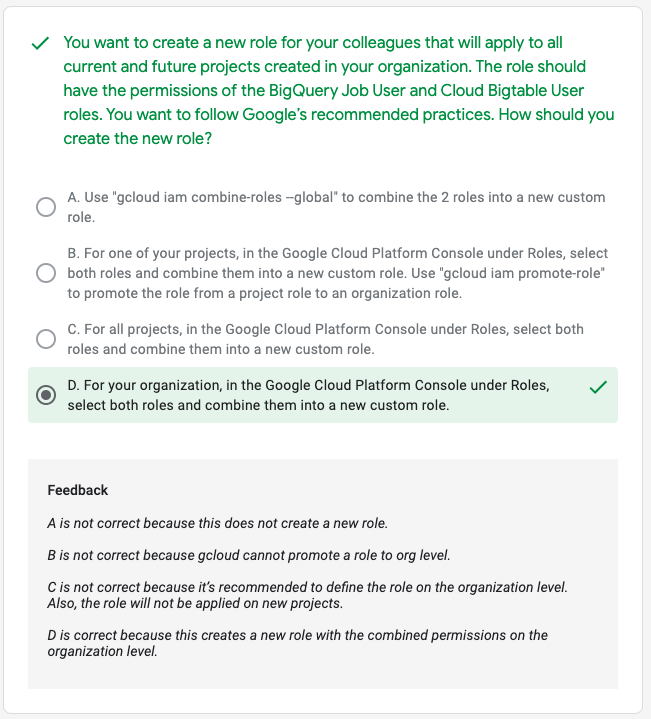 You want to create a new role for your colleagues that will apply to all
current and future projects created in your organization. The role should
have the permissions of the BigQuery Job User and Cloud Bigtable User
roles. You want to follow Google's recommended practices. How should you
create the new role?
A. Use "gcloud iam combine-roles --global" to combine the 2 roles into a new custom
role.
B. For one of your projects, in the Google Cloud Platform Console under Roles, select
both roles and combine them into a new custom role. Use "gcloud iam promote-role"
to promote the role from a project role to an organization role.
C. For all projects, in the Google Cloud Platform Console under Roles, select both
roles and combine them into a new custom role.
D. For your organization, in the Google Cloud Platform Console under Roles,
select both roles and combine them into a new custom role.
Feedback
A is not correct because this does not create a new role.
B is not correct because gcloud cannot promote a role to org level.
C is not correct because it's recommended to define the role on the organization level.
Also, the role will not be applied on new projects.
D is correct because this creates a new role with the combined permissions on the
organization level.